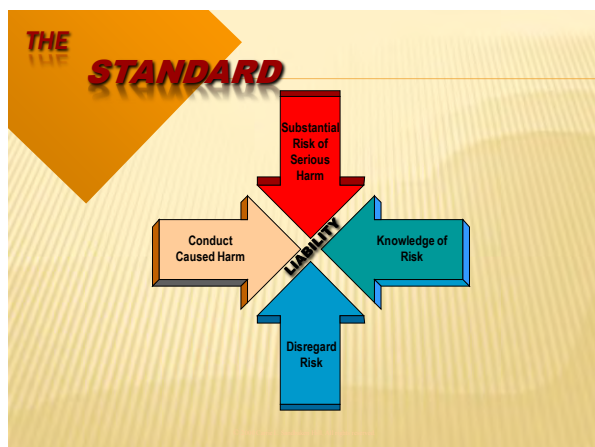 THE
STANDARD
Substantial
Risk of
Serious
Harm
Conduct
Caused Harm
LIABILITY
Knowledge of
Risk
Disregard
Risk